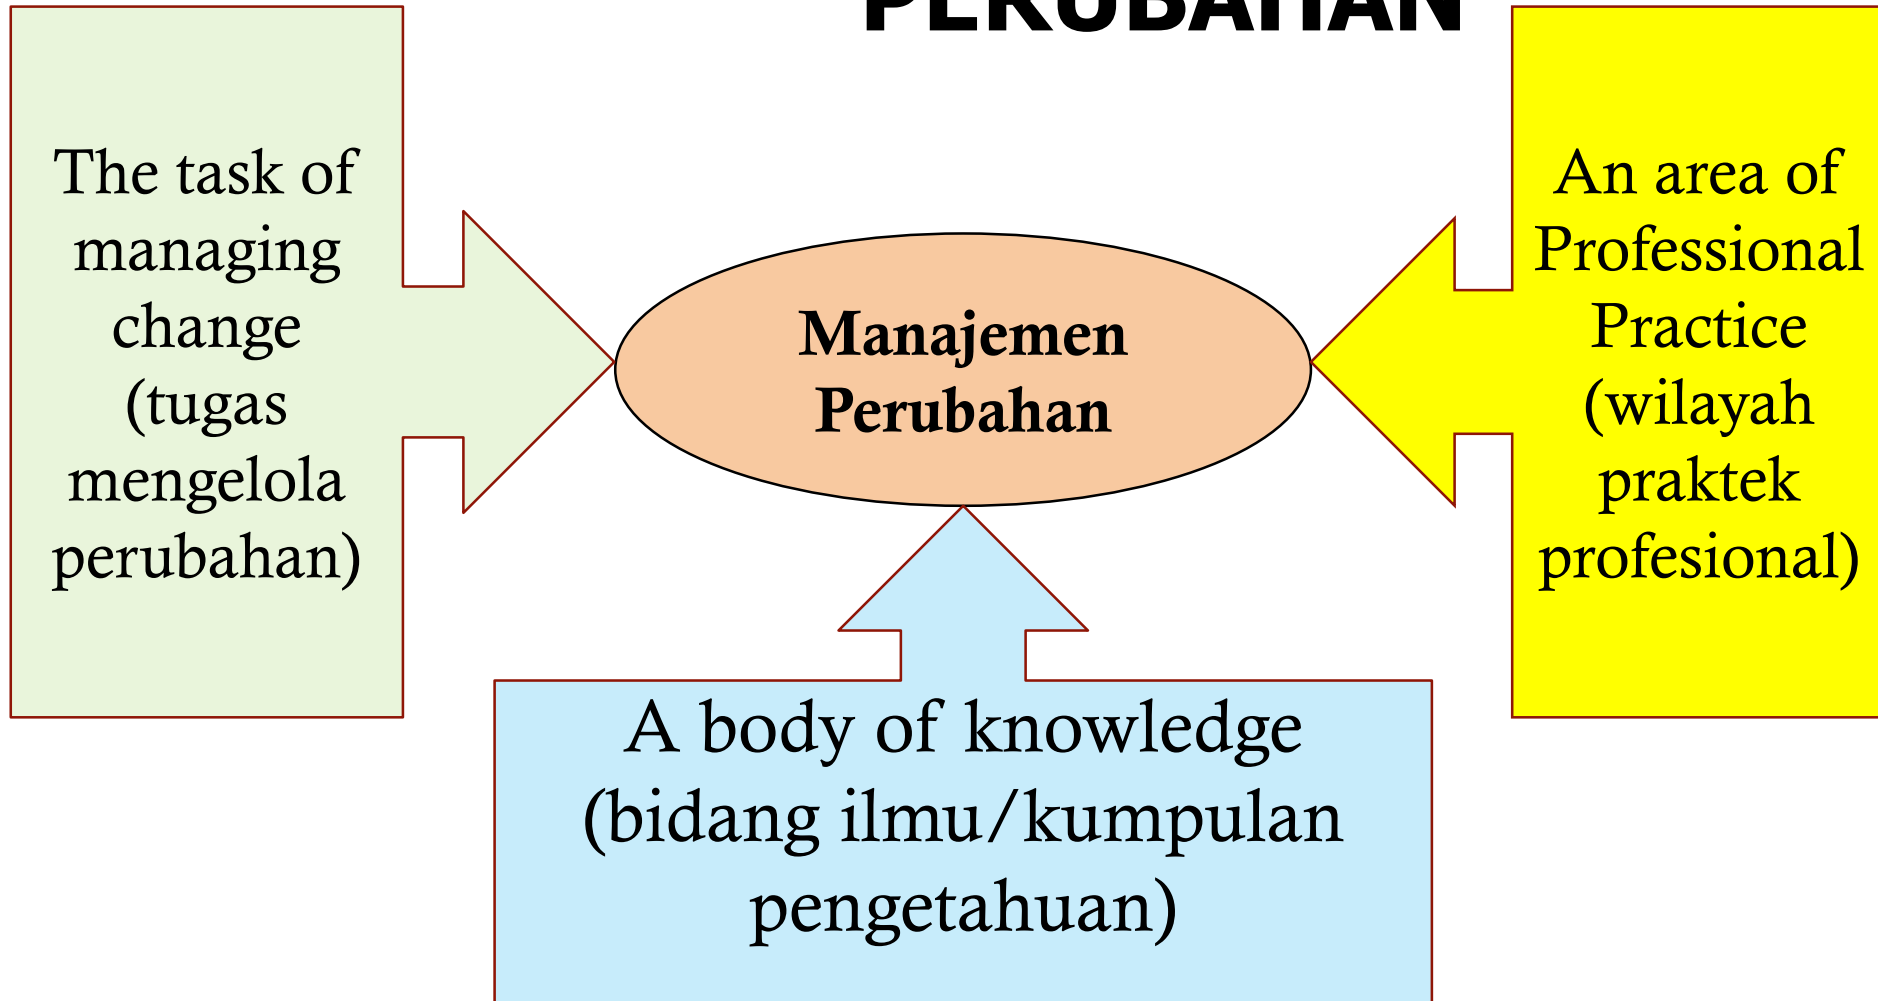 PERUBAHAN
The task of
managing
change
(tugas
mengelola
perubahan)
Manajemen
Perubahan
An area of
Professional
Practice
(wilayah
praktek
profesional)
A body of knowledge
(bidang ilmu/kumpulan
pengetahuan)